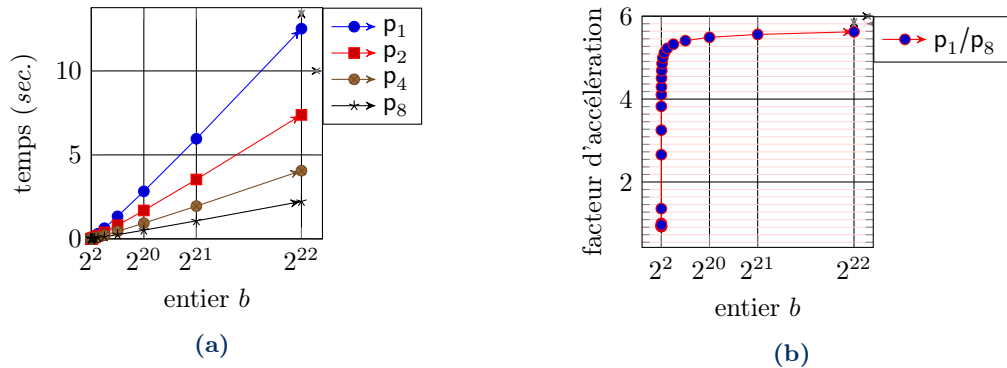 temps (sec.)
10
5
0
2^2 2^20 2^21 2^22
entier b
p_1
p_2
p_4
p_8
(a)
facteur d'accélération
6
4
2
2^2 2^20 2^21 2^22
entier b
p_1/p_8
(b)